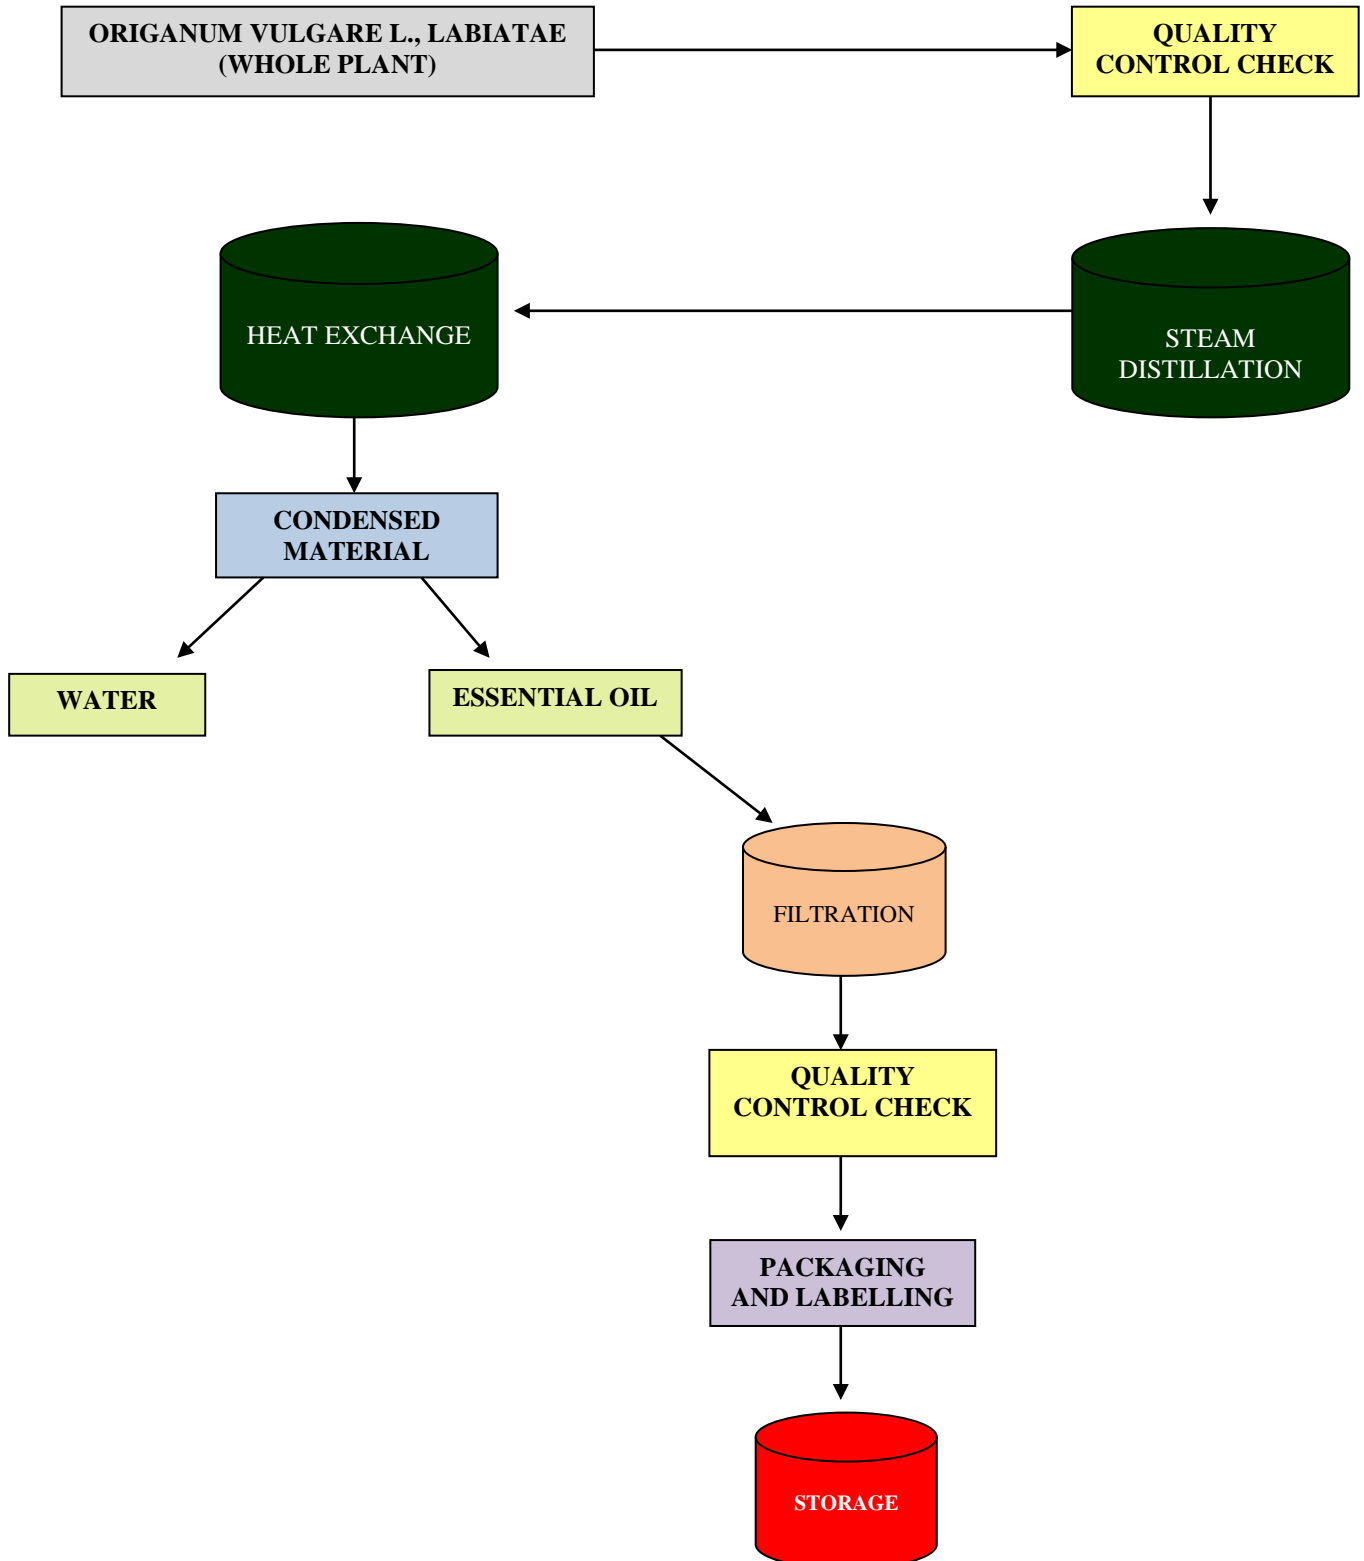 ORIGANUM VULGARE L., LABIATAE
(WHOLE PLANT)
QUALITY
CONTROL CHECK
HEAT EXCHANGE
STEAM
DISTILLATION
CONDENSED
MATERIAL
WATER
ESSENTIAL OIL
FILTRATION
QUALITY
CONTROL CHECK
PACKAGING
AND LABELLING
STORAGE